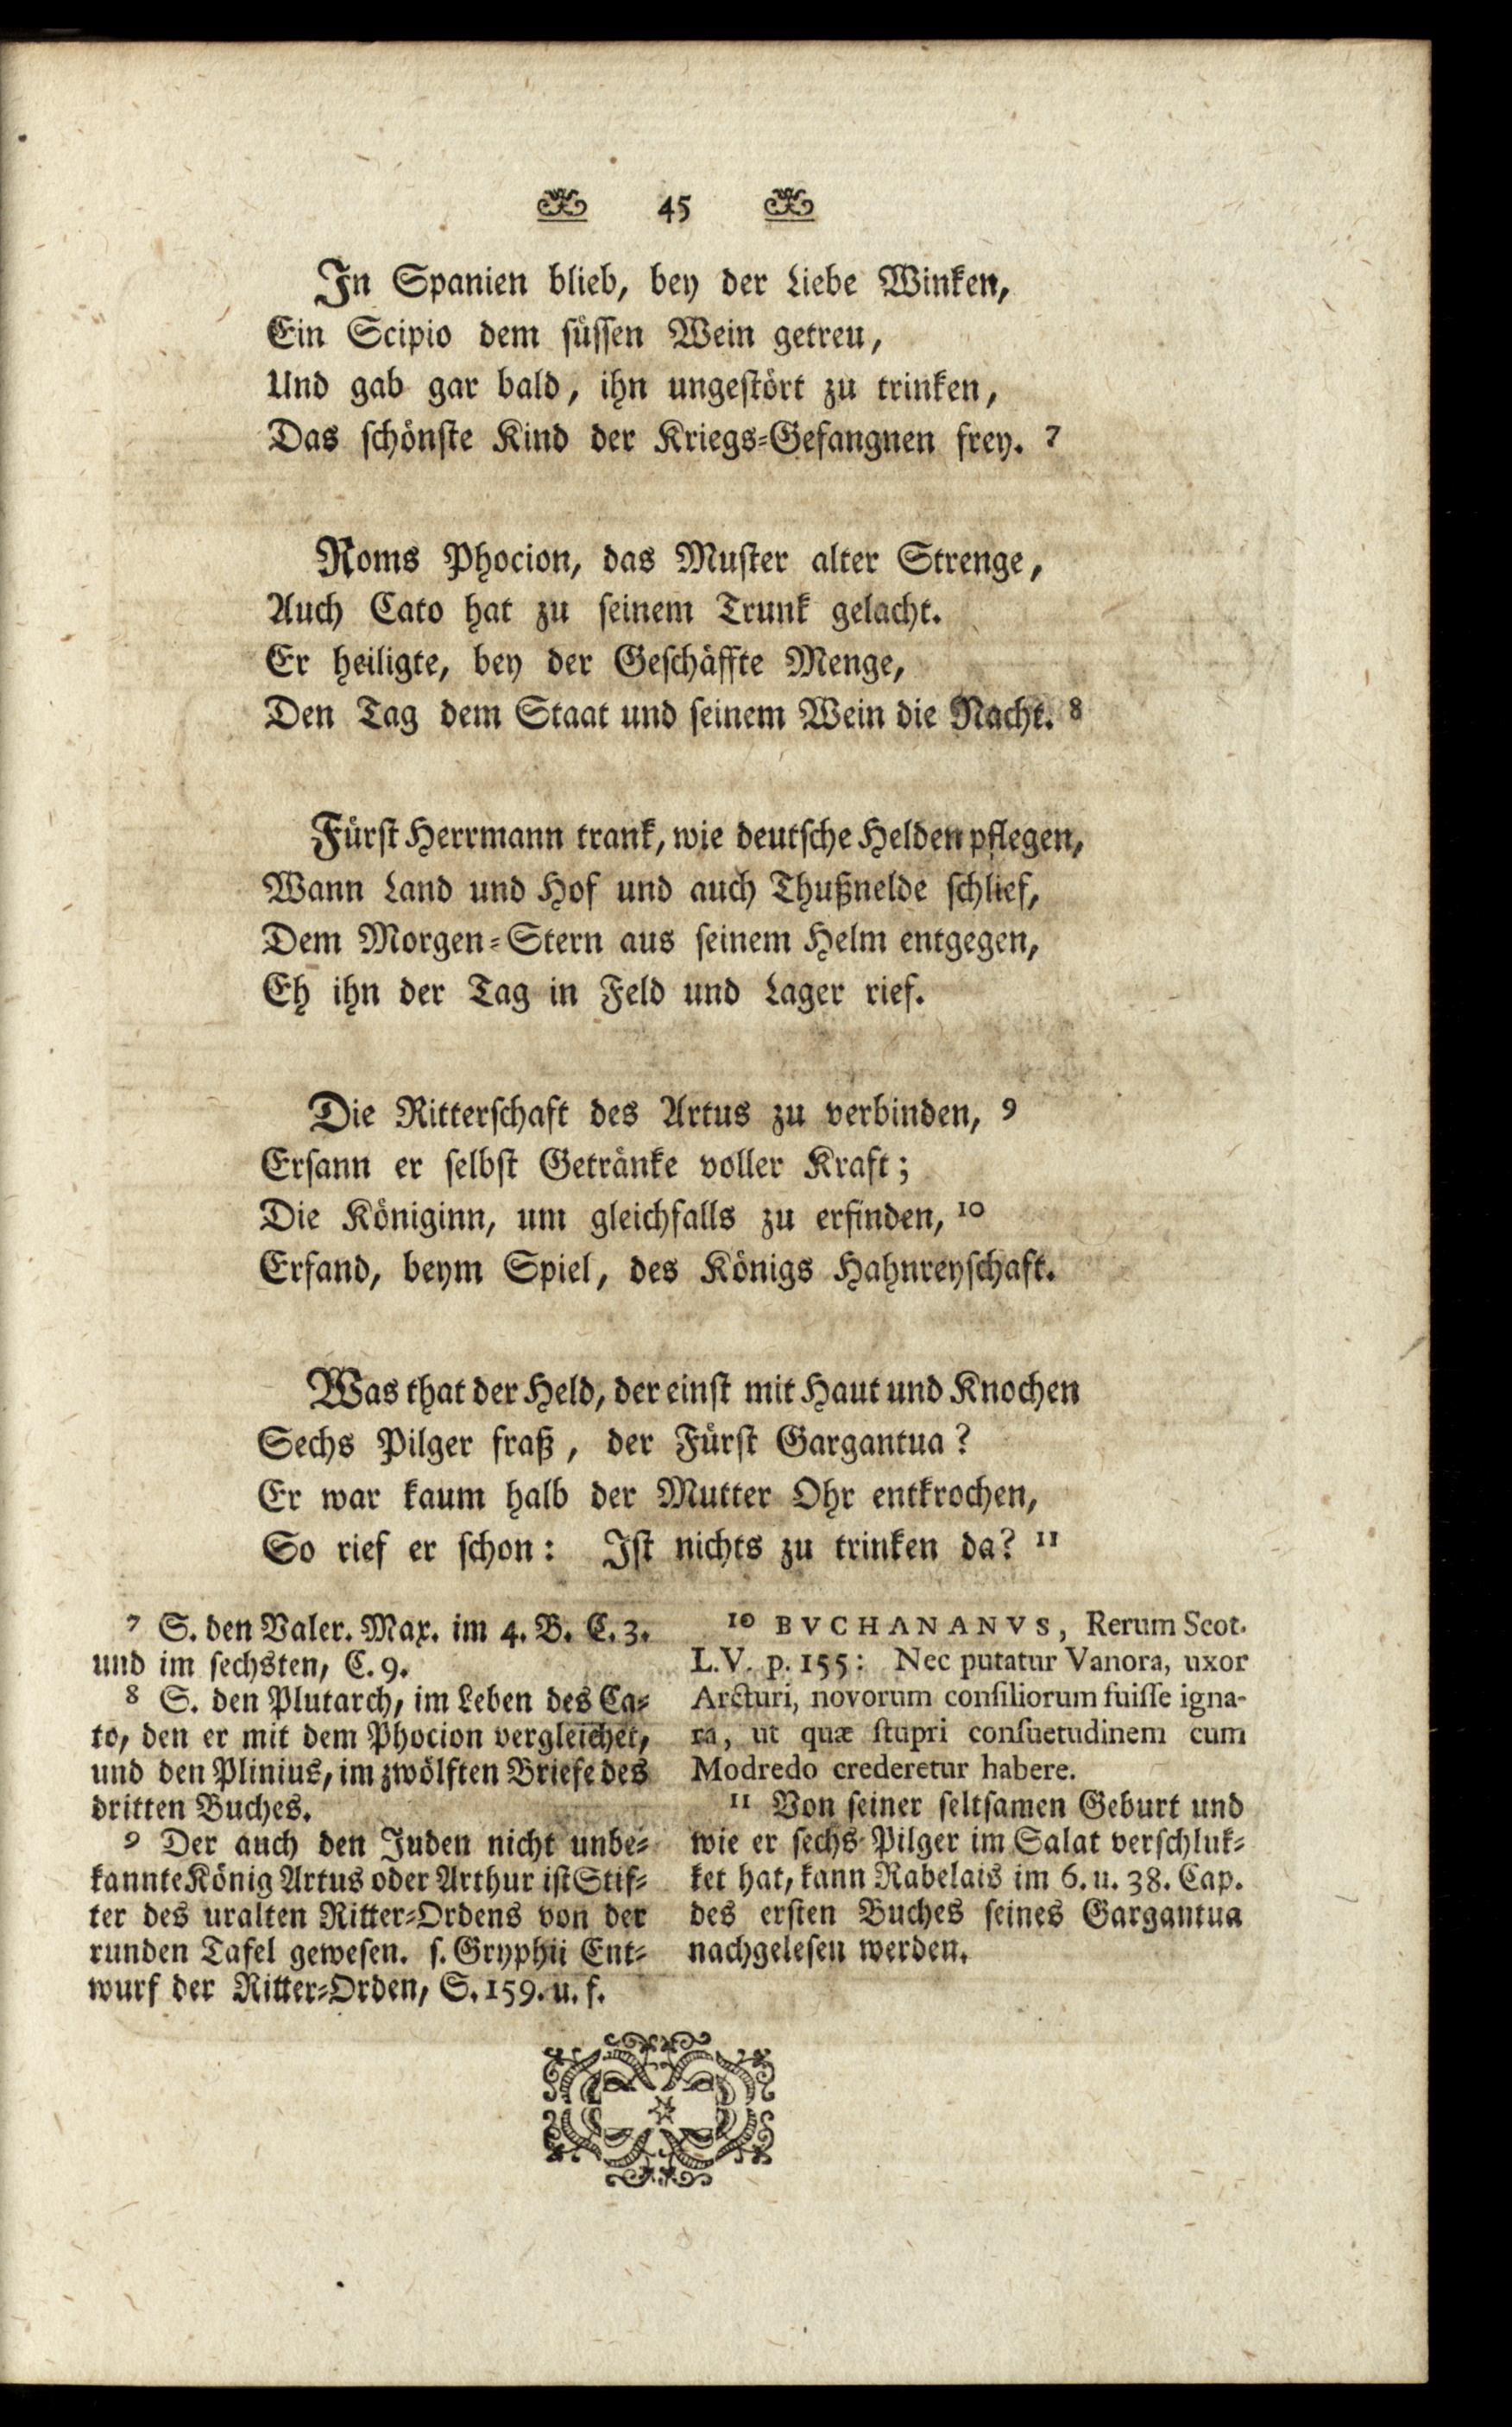 45
In Spanien blieb, bey der Liebe Winken,
Ein Scipio dem süssen Wein getreu,
Und gab gar bald, ihn ungestört zu trinken,
Das schönste Kind der Kriegs=Gefangnen frey. 7
Roms Phocion, das Muster alter Strenge,
Auch Cato hat zu seinem Trunk gelacht.
Er heiligte, bey der Geschäffte Menge,
Den Tag dem Staat und seinem Wein die Nacht. 8
Fürst Herrmann trank, wie deutsche Helden pflegen,
Wann Land und Hof und auch Thußnelde schlief,
Dem Morgen=Stern aus seinem Helm entgegen,
Eh ihn der Tag in Feld und Lager rief.
Die Ritterschaft des Artus zu verbinden, 9
Ersann er selbst Getränke voller Kraft;
Die Königinn, um gleichfalls zu erfinden, 10
Erfand, beym Spiel, des Königs Hahnreyschaft.
Was that der Held, der einst mit Haut und Knochen
Sechs Pilger fraß, der Fürst Gargantua?
Er war kaum halb der Mutter Ohr entkrochen,
So rief er schon: Ist nichts zu trinken da? 11
7 S. den Valer. Max. im 4. B. C. 3.
und im sechsten, C. 9.
8 S. den Plutarch, im Leben des Ca=
to, den er mit dem Phocion vergleichet,
und den Plinius, im zwölften Briefe des
dritten Buches.
9 Der auch den Juden nicht unbe=
kannte König Artus oder Arthur ist Stif=
ter des uralten Ritter=Ordens von der
runden Tafel gewesen. s. Gryphii Ent=
wurf der Ritter=Orden, S. 159. u. f.
10 BVCHANANVS, Rerum Scot.
L.V. p. 155: Nec putatur Vanora, uxor
Arcturi, novorum consiliorum fuisse igna-
ra, ut quæ stupri consuetudinem cum
Modredo crederetur habere.
11 Von seiner seltsamen Geburt und
wie er sechs Pilger im Salat verschluk=
ket hat, kann Rabelais im 6. u. 38. Cap.
des ersten Buches seines Gargantua
nachgelesen werden.